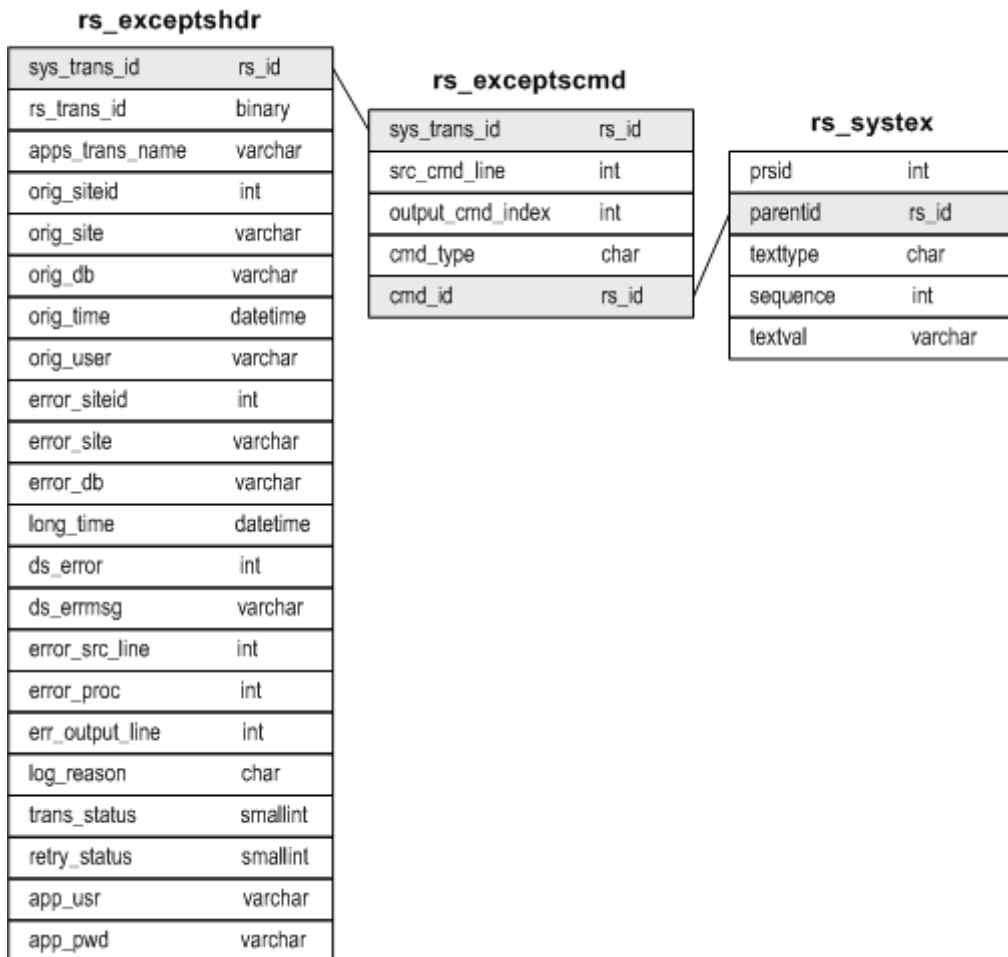 rs_exceptshdr
sys_trans_id rs_id
rs_trans_id binary
apps_trans_name varchar
orig_siteid int
orig_site varchar
orig_db varchar
orig_time datetime
orig_user varchar
error_siteid int
error_site varchar
error_db varchar
long_time datetime
ds_error int
ds_errmsg varchar
error_src_line int
error_proc int
err_output_line int
log_reason char
trans_status smallint
retry_status smallint
app_usr varchar
app_pwd varchar
rs_exceptscmd
sys_trans_id rs_id
src_cmd_line int
output_cmd_index int
cmd_type char
cmd_id rs_id
rs_systex
prsid int
parentid rs_id
texttype char
sequence int
textval varchar